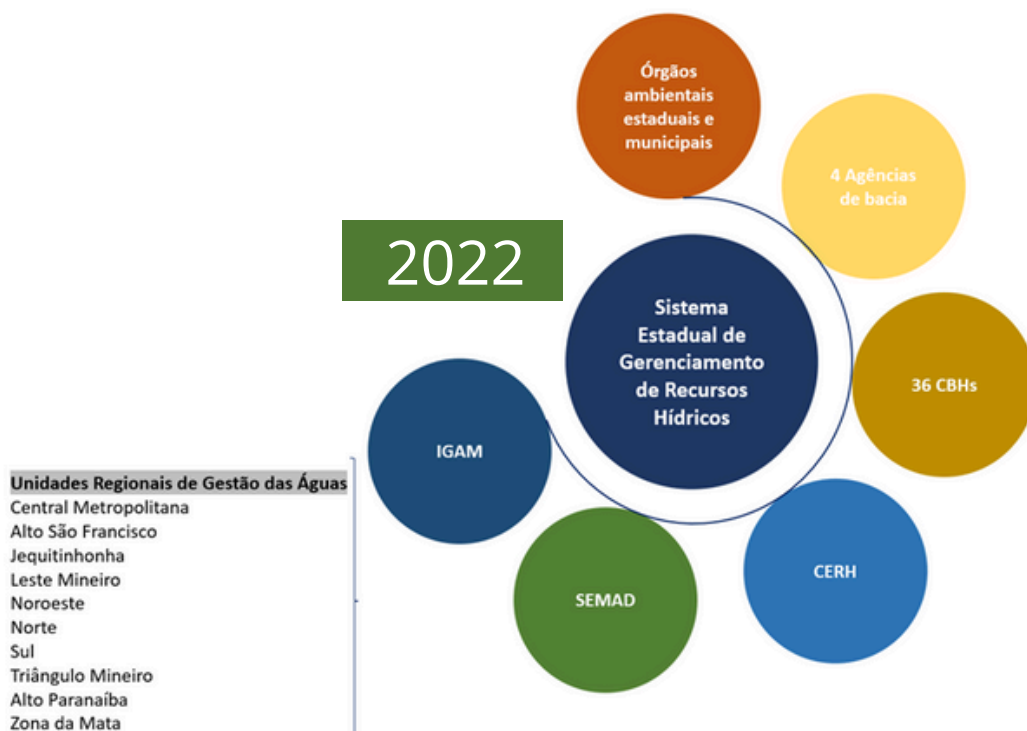 Órgãos
ambientais
estaduais e
municipais
4 Agências
de bacia
2022
Sistema
Estadual de
Gerenciamento
de Recursos
Hídricos
36 CBHs
IGAM
CERH
SEMAD
Unidades Regionais de Gestão das Águas
Central Metropolitana
Alto São Francisco
Jequitinhonha
Leste Mineiro
Noroeste
Norte
Sul
Triângulo Mineiro
Alto Paranaíba
Zona da Mata